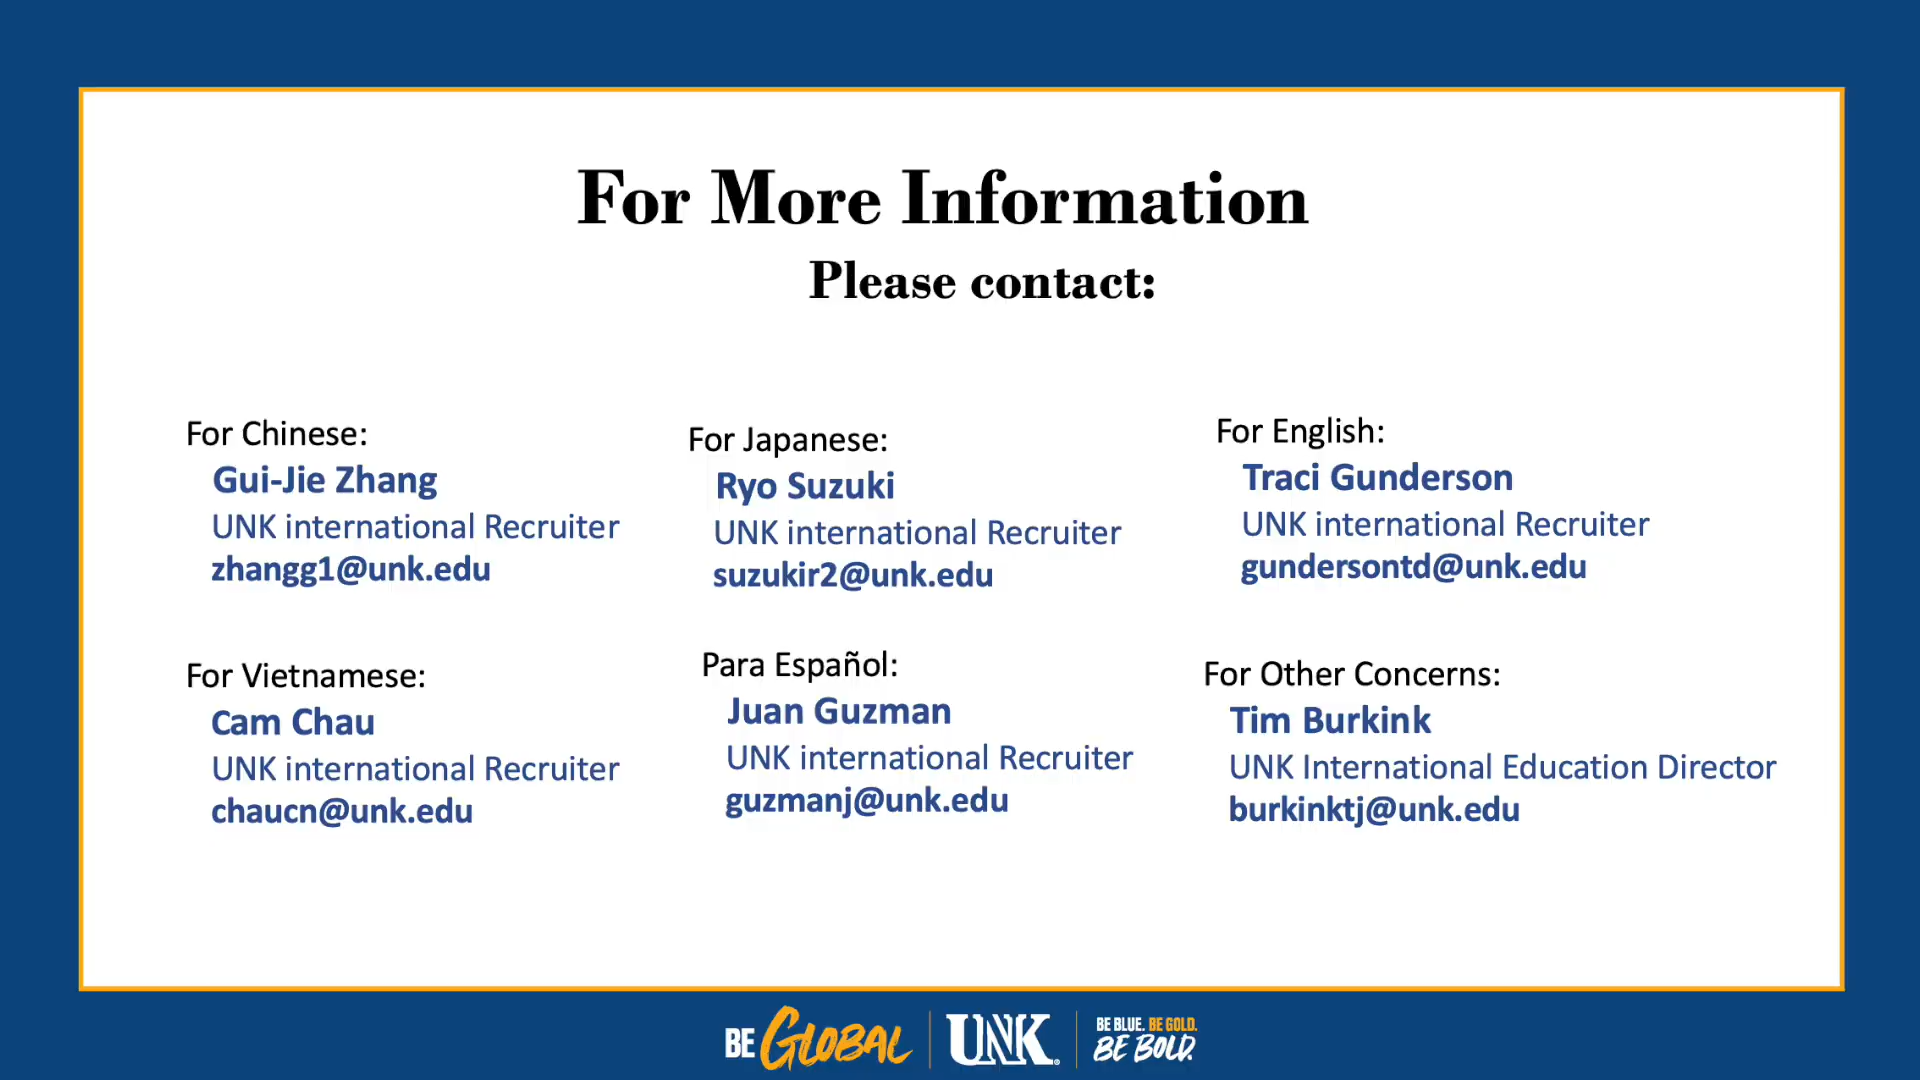 For More Information
Please contact:
For Chinese:
Gui-Jie Zhang
UNK international Recruiter
zhangg1@unk.edu
For Japanese:
Ryo Suzuki
UNK international Recruiter
suzukir2@unk.edu
For English:
Traci Gunderson
UNK international Recruiter
gundersontd@unk.edu
For Vietnamese:
Cam Chau
UNK international Recruiter
chaucn@unk.edu
Para Español:
Juan Guzman
UNK international Recruiter
guzmanj@unk.edu
For Other Concerns:
Tim Burkink
UNK International Education Director
burkinktj@unk.edu
BE GLOBAL
UNK
BE BLUE. BE GOLD.
BE BOLD.